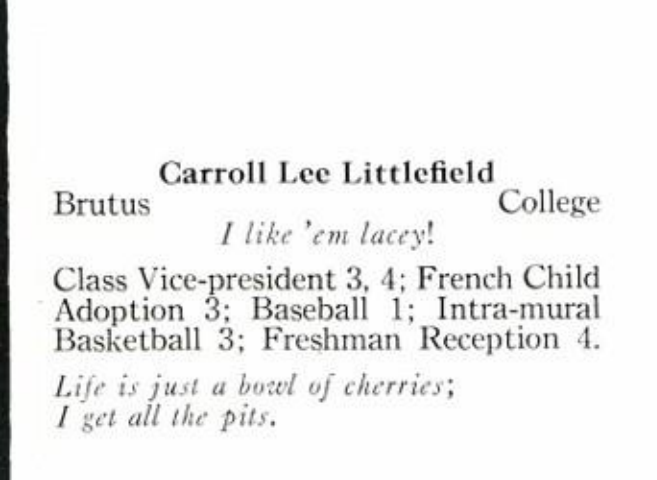 Carroll Lee Littlefield
Brutus College
I like 'em lacey!
Class Vice-president 3, 4; French Child
Adoption 3; Baseball 1; Intra-mural
Basketball 3; Freshman Reception 4.
Life is just a bowl of cherries;
I get all the pits.